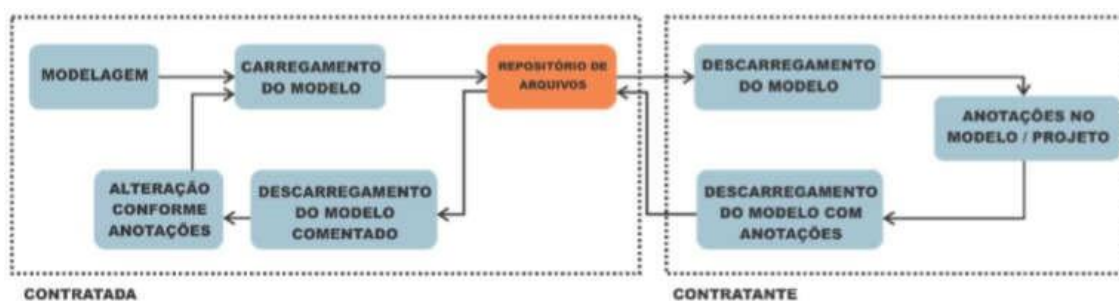 MODELAGEM
CARREGAMENTO
DO MODELO
REPOSITÓRIO DE
ARQUIVOS
DESCARREGAMENTO
DO MODELO
ANOTAÇÕES NO
MODELO / PROJETO
ALTERAÇÃO
CONFORME
ANOTAÇÕES
DESCARREGAMENTO
DO MODELO
COMENTADO
DESCARREGAMENTO
DO MODELO COM
ANOTAÇÕES
CONTRATADA
CONTRATANTE